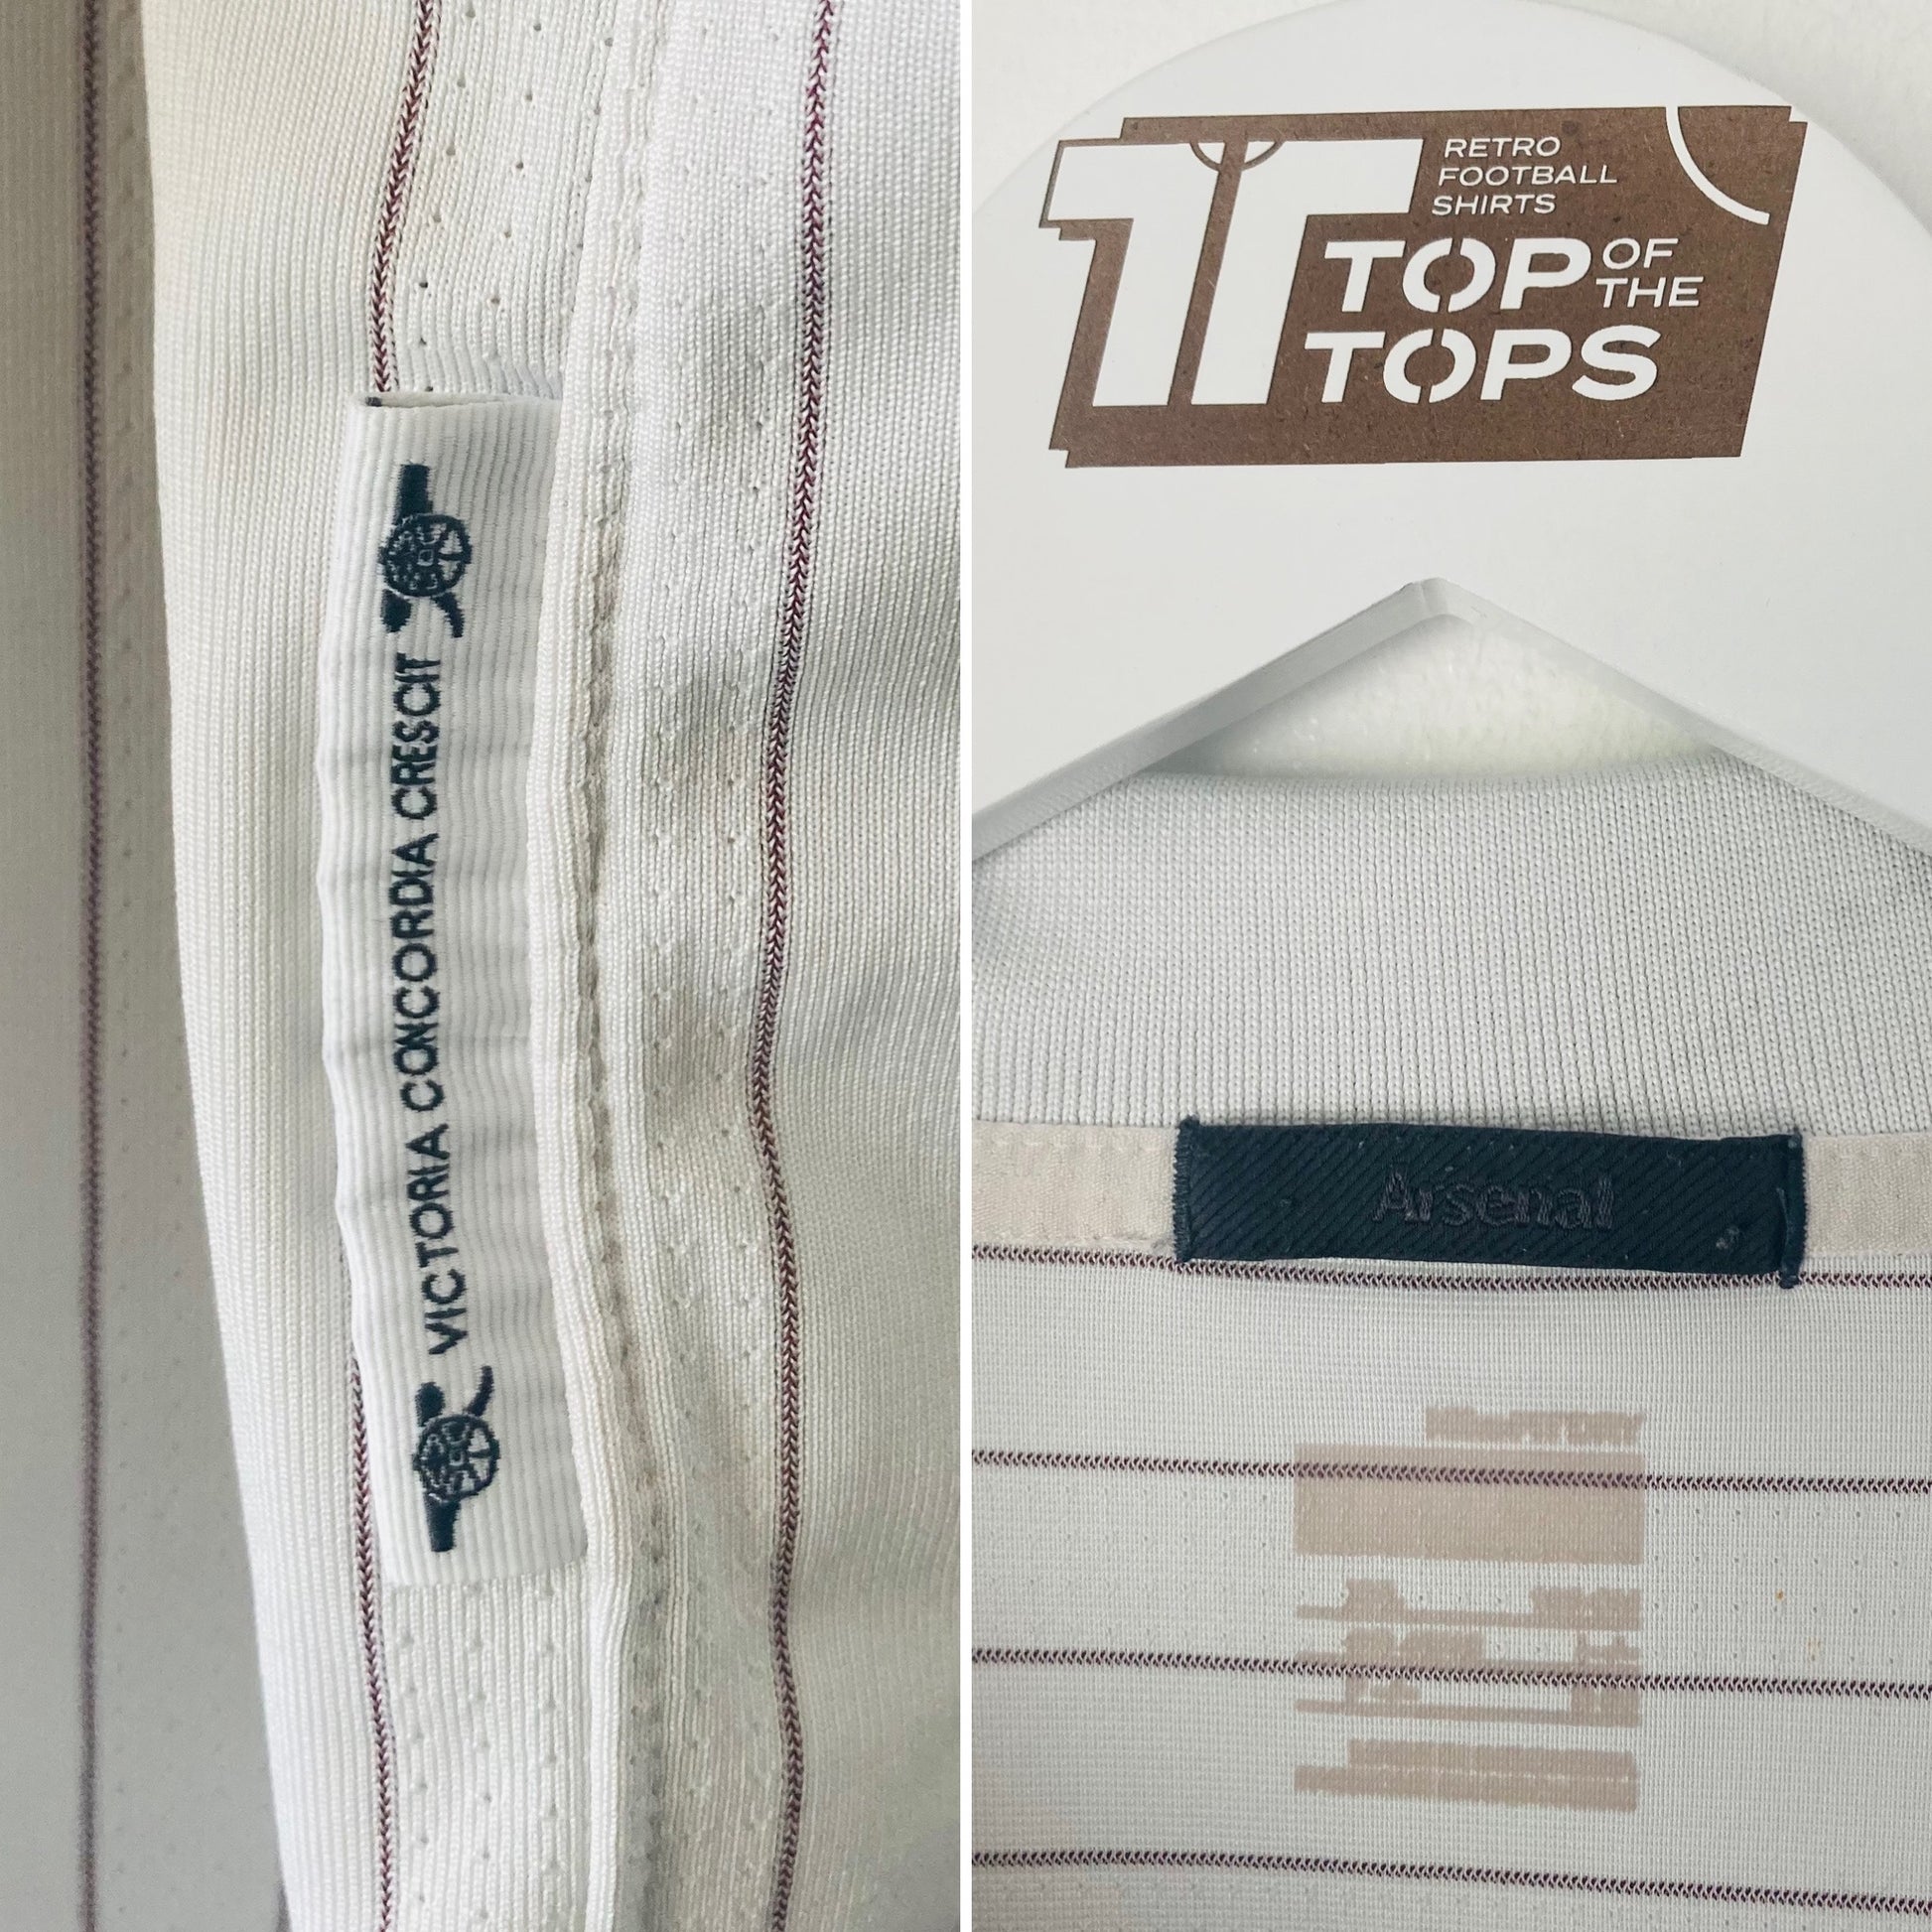 VICTORIA CONCORDIA CRESCIT
RETRO
FOOTBALL
SHIRTS
TOP OF
THE
TOPS
Arsenal